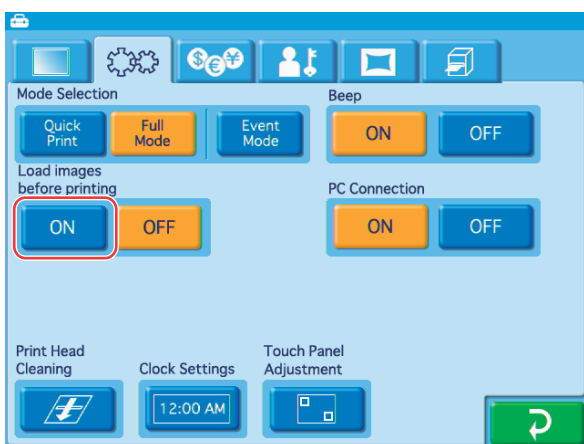 $ € ¥
Mode Selection
Beep
Quick
Print
Full
Mode
Event
Mode
ON
OFF
Load images
before printing
PC Connection
ON
OFF
ON
OFF
Print Head
Cleaning
Clock Settings
Touch Panel
Adjustment
12:00 AM